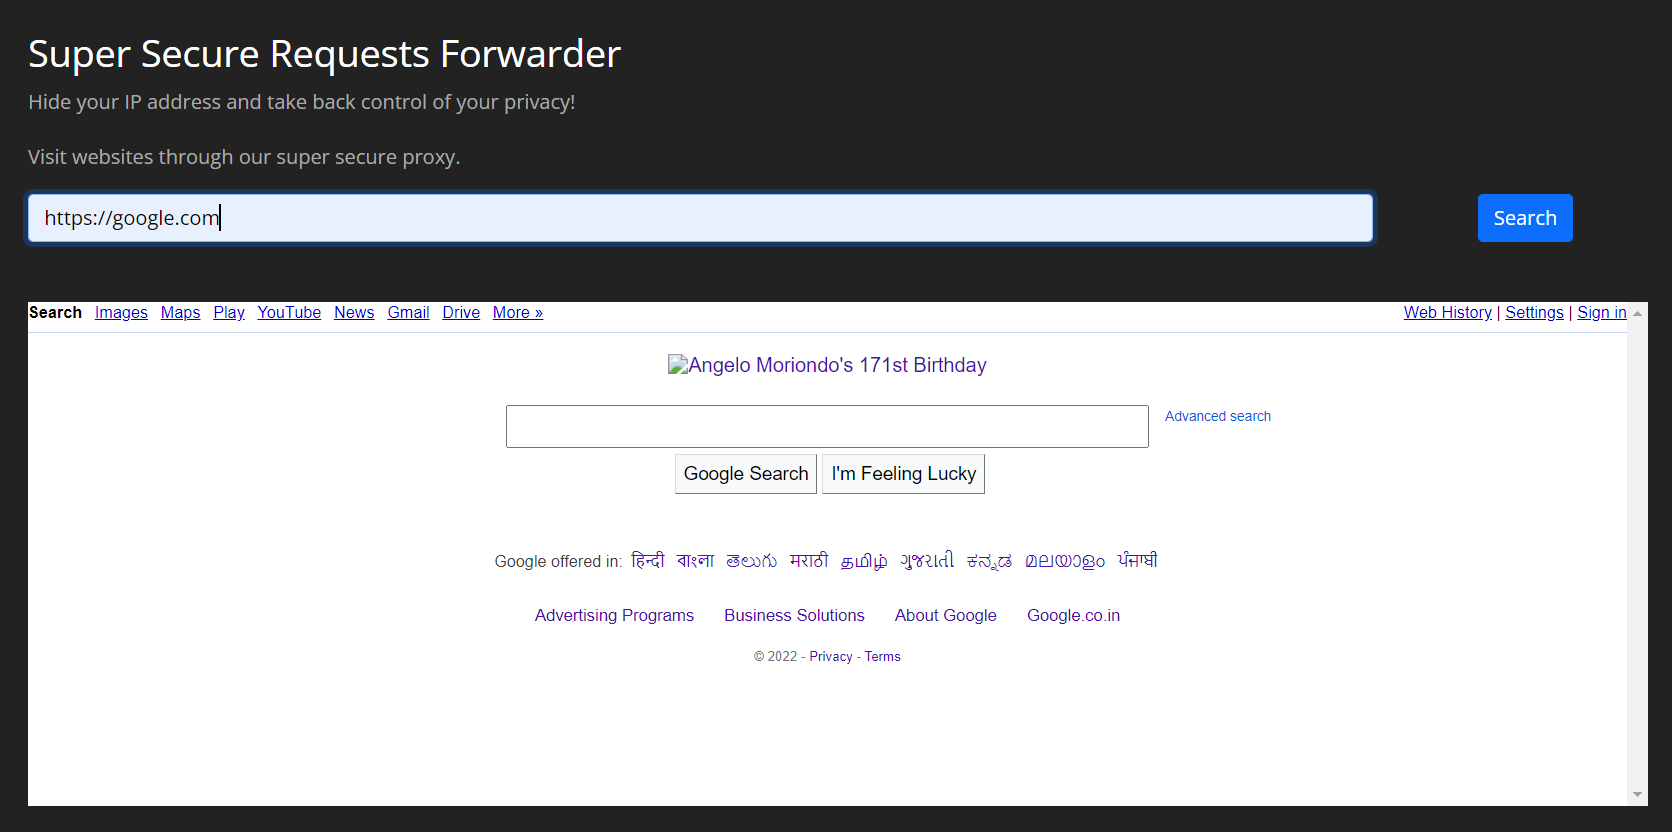 Super Secure Requests Forwarder
Hide your IP address and take back control of your privacy!
Visit websites through our super secure proxy.
https://google.com
Search
Search Images Maps Play YouTube News Gmail Drive More »
Web History | Settings | Sign in
Angelo Moriondo's 171st Birthday
Advanced search
Google Search I'm Feeling Lucky
Google offered in: हिन्दी বাংলা తెలుగు मराठी தமிழ் ગુજરાતી ಕನ್ನಡ മലയാളം ਪੰਜਾਬੀ
Advertising Programs Business Solutions About Google Google.co.in
© 2022 - Privacy - Terms